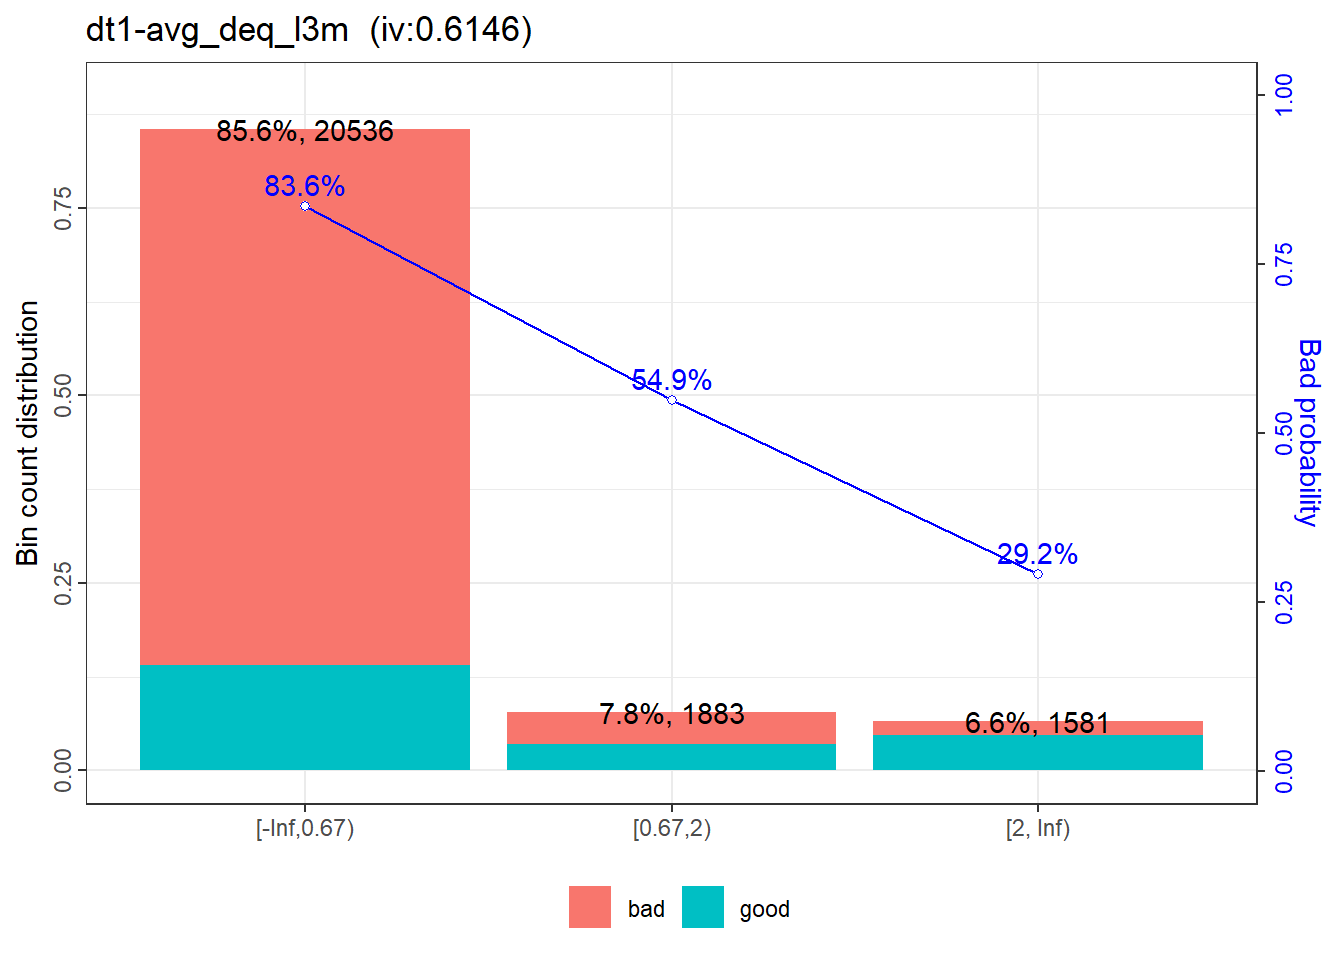 dt1-avg_deq_l3m (iv:0.6146)
Bin count distribution
0.75
0.50
0.25
0.00
85.6%, 20536
83.6%
54.9%
29.2%
7.8%, 1883
6.6%, 1581
1.00
0.75
0.50
0.25
0.00
Bad probability
[-Inf,0.67)
[0.67,2)
[2, Inf)
bad
good